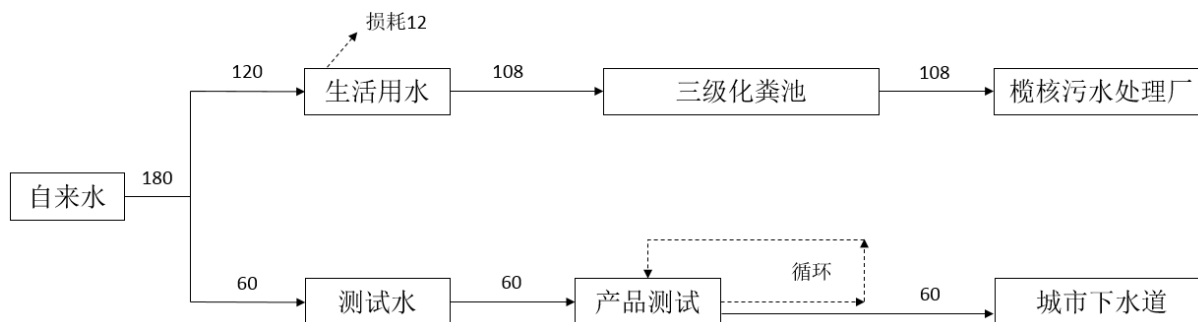 损耗12
120
生活用水
108
三级化粪池
108
榄核污水处理厂
自来水
180
60
测试水
60
产品测试
循环
60
城市下水道